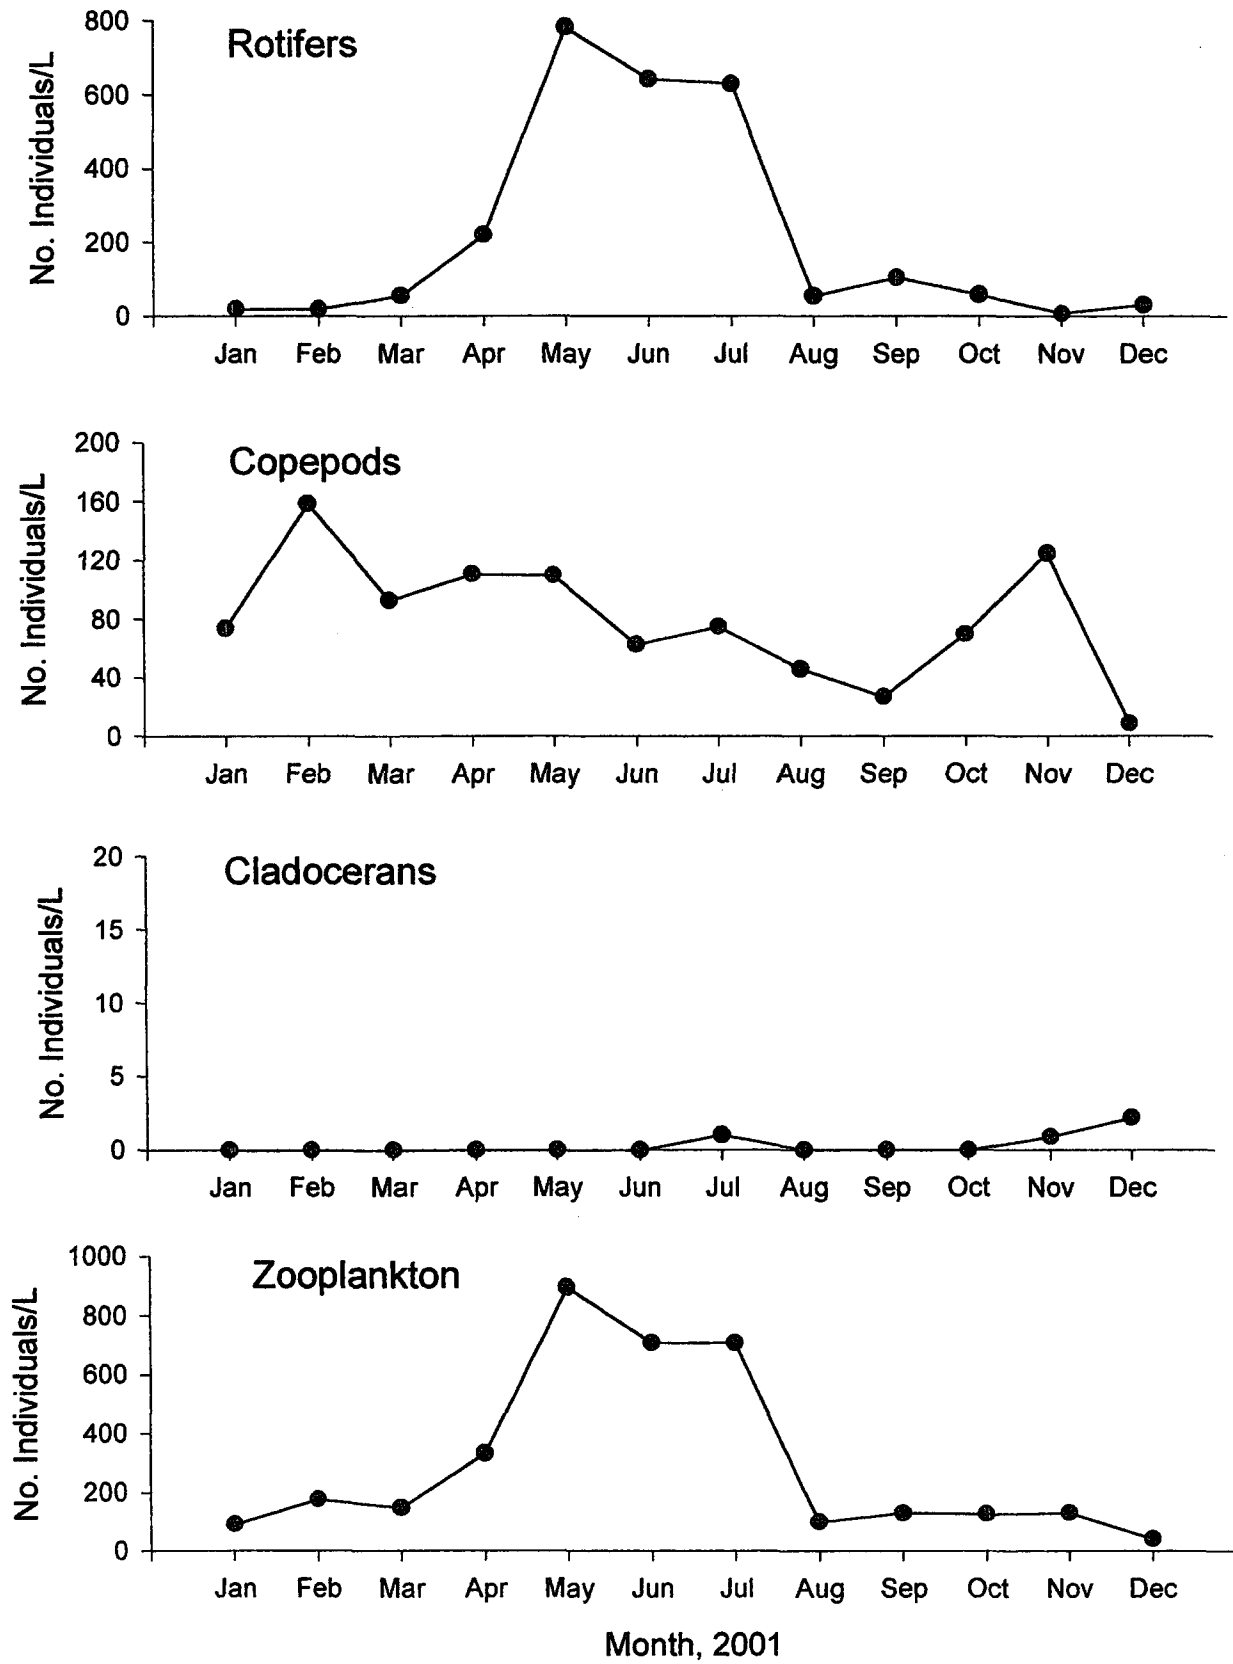 Rotifers
No. Individuals/L
800
600
400
200
0
Jan Feb Mar Apr May Jun Jul Aug Sep Oct Nov Dec
Copepods
No. Individuals/L
200
160
120
80
40
0
Jan Feb Mar Apr May Jun Jul Aug Sep Oct Nov Dec
Cladocerans
No. Individuals/L
20
15
10
5
0
Jan Feb Mar Apr May Jun Jul Aug Sep Oct Nov Dec
Zooplankton
No. Individuals/L
1000
800
600
400
200
0
Jan Feb Mar Apr May Jun Jul Aug Sep Oct Nov Dec
Month, 2001